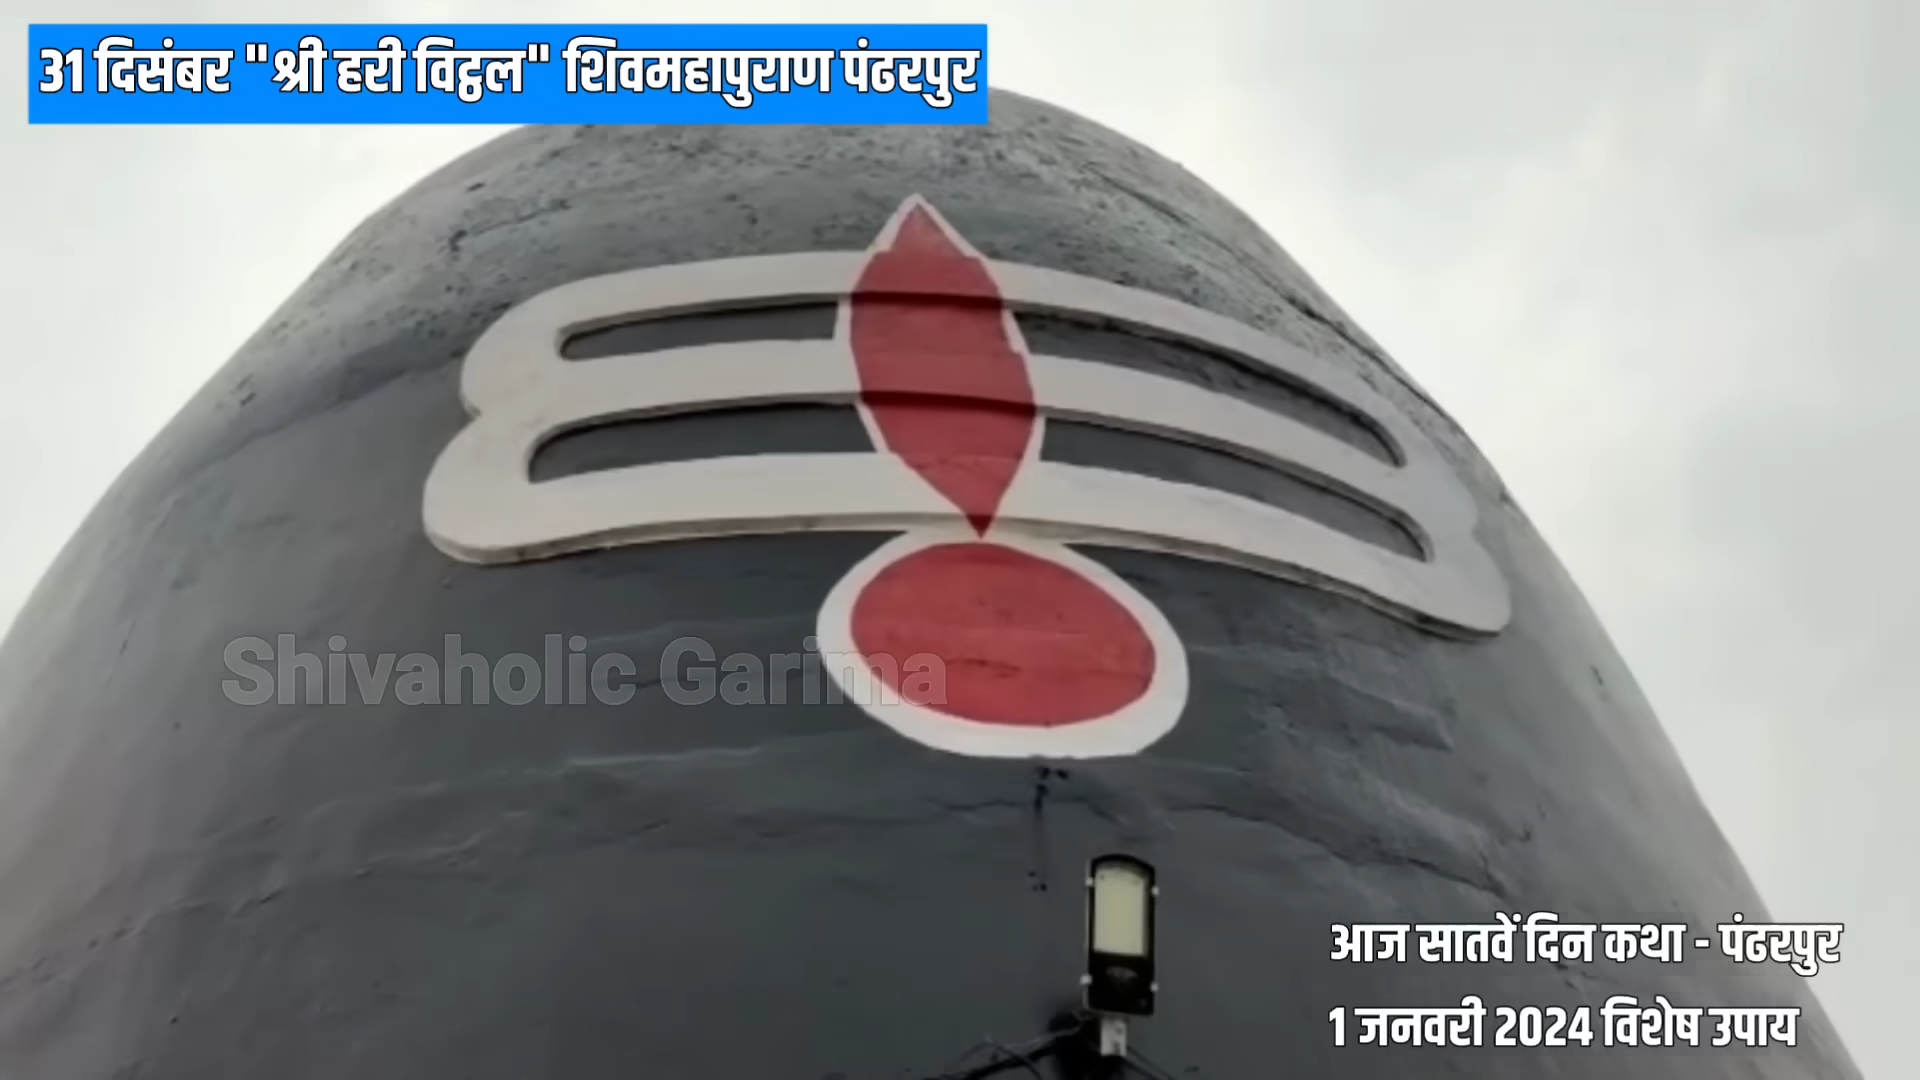 31 दिसंबर "श्री हरी विट्ठल" शिवमहापुराण पंढरपुर
Shivaholic Garima
आज सातवें दिन कथा - पंढरपुर
1 जनवरी 2024 विशेष उपाय